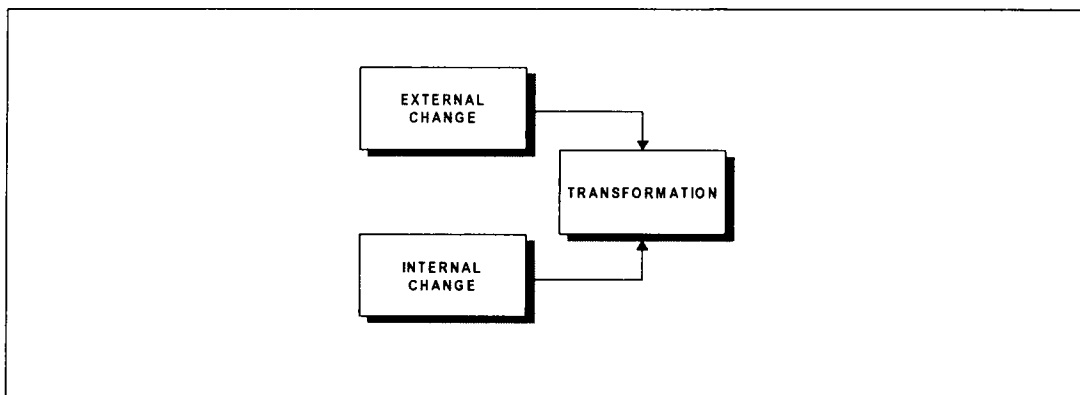 EXTERNAL
CHANGE
TRANSFORMATION
INTERNAL
CHANGE